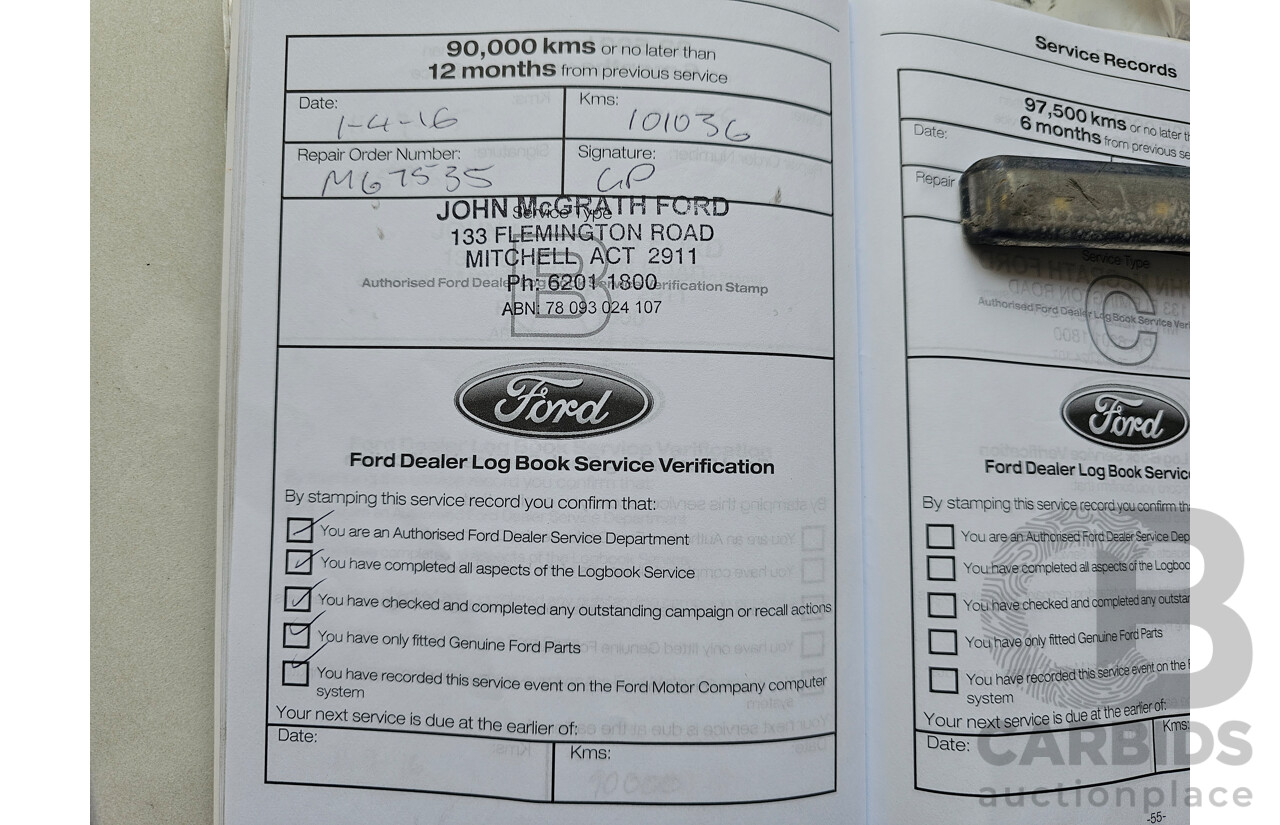 90,000 kms or no later than
12 months from previous service
Date:
1-4-16
Kms:
101036
Repair Order Number:
M67535
Signature:
GP
Service Type
B
JOHN McGRATH FORD
133 FLEMINGTON ROAD
MITCHELL ACT 2911
Ph: 6201 1800
ABN: 78 093 024 107
Authorised Ford Dealer Log Book Service Verification Stamp
Ford
Ford Dealer Log Book Service Verification
By stamping this service record you confirm that:
You are an Authorised Ford Dealer Service Department
You have completed all aspects of the Logbook Service
You have checked and completed any outstanding campaign or recall actions
You have only fitted Genuine Ford Parts
You have recorded this service event on the Ford Motor Company computer
system
Your next service is due at the earlier of:
Date:
Kms:
Service Records
97,500 kms or no later
6 months from previous
Date:
Repair
Service Type
C
Authorised Ford Dealer Log Book Service
Ford
Ford Dealer Log Book
By stamping this service record you confirm
You are an Authorised Ford Dealer Service
You have completed all aspects of the
You have checked and completed any
You have only fitted Genuine Ford Parts
You have recorded this service event on the
system
Your next service is due at the earlier of:
Date:
Kms:
-55-
CARBIDS
auctionplace